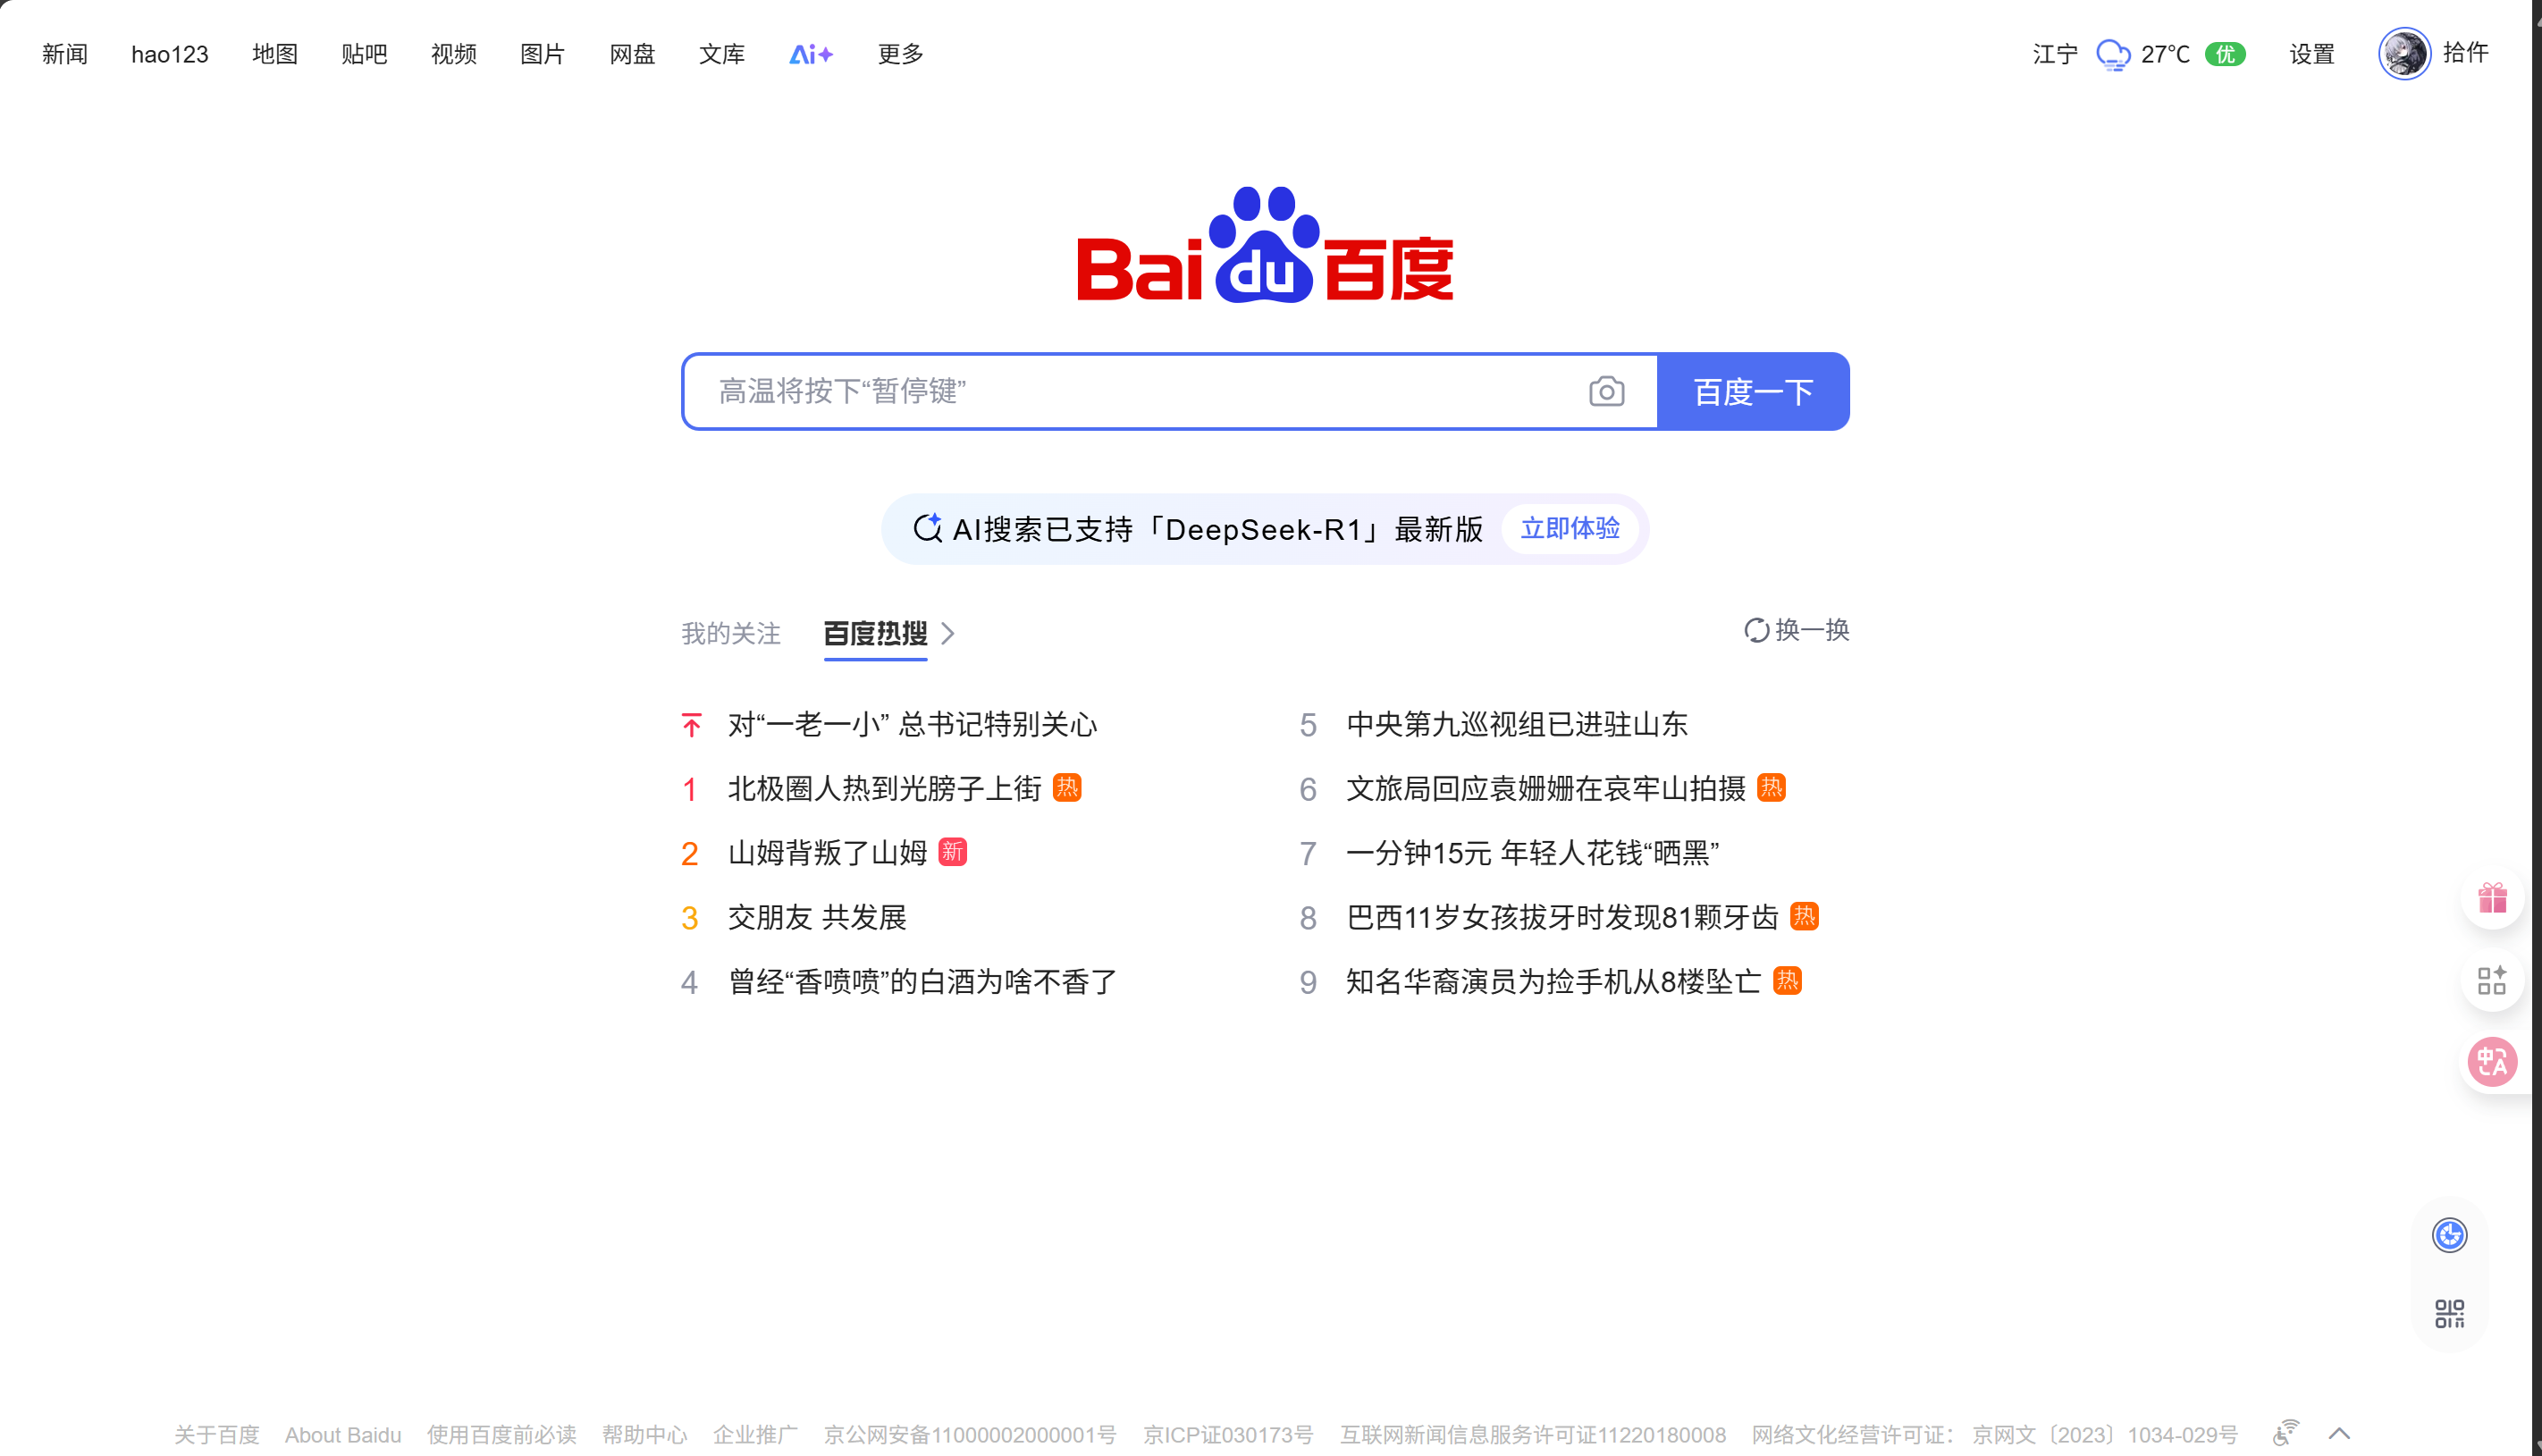 新闻 hao123 地图 贴吧 视频 图片 网盘 文库 Ai+ 更多 江宁 27℃ 优 设置 拾仵
Bai du 百度
高温将按下“暂停键” 百度一下
AI搜索已支持「DeepSeek-R1」最新版 立即体验
我的关注 百度热搜 换一换
对“一老一小” 总书记特别关心
1 北极圈人热到光膀子上街 热
2 山姆背叛了山姆 新
3 交朋友 共发展
4 曾经“香喷喷”的白酒为啥不香了
5 中央第九巡视组已进驻山东
6 文旅局回应袁姗姗在哀牢山拍摄 热
7 一分钟15元 年轻人花钱“晒黑”
8 巴西11岁女孩拔牙时发现81颗牙齿 热
9 知名华裔演员为捡手机从8楼坠亡 热
中A
关于百度 About Baidu 使用百度前必读 帮助中心 企业推广 京公网安备11000002000001号 京ICP证030173号 互联网新闻信息服务许可证11220180008 网络文化经营许可证： 京网文〔2023〕1034-029号